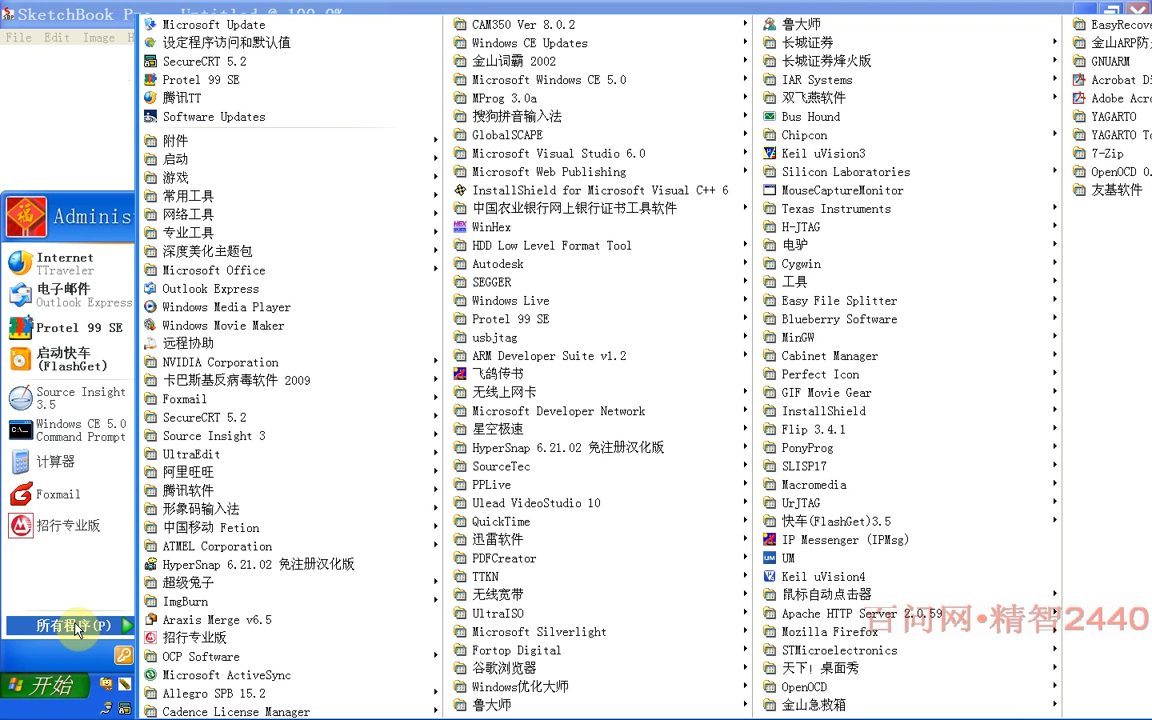 SketchBook Pro - Untitled @ 100.0%
File Edit Image H
Adminis
福
Internet
TTraveler
电子邮件
Outlook Express
Protel 99 SE
启动快车
(FlashGet)
Source Insight
3.5
Windows CE 5.0
Command Prompt
计算器
Foxmail
招行专业版
所有程序(P)
开始
Microsoft Update
设定程序访问和默认值
SecureCRT 5.2
Protel 99 SE
腾讯TT
Software Updates
附件
启动
游戏
常用工具
网络工具
专业工具
深度美化主题包
Microsoft Office
Outlook Express
Windows Media Player
Windows Movie Maker
远程协助
NVIDIA Corporation
卡巴斯基反病毒软件 2009
Foxmail
SecureCRT 5.2
Source Insight 3
UltraEdit
阿里旺旺
腾讯软件
形象码输入法
中国移动 Fetion
ATMEL Corporation
HyperSnap 6.21.02 免注册汉化版
超级兔子
ImgBurn
Araxis Merge v6.5
招行专业版
OCP Software
Microsoft ActiveSync
Allegro SPB 15.2
Cadence License Manager
CAM350 Ver 8.0.2
Windows CE Updates
金山词霸 2002
Microsoft Windows CE 5.0
MProg 3.0a
搜狗拼音输入法
GlobalSCAPE
Microsoft Visual Studio 6.0
Microsoft Web Publishing
InstallShield for Microsoft Visual C++ 6
中国农业银行网上银行证书工具软件
WinHex
HDD Low Level Format Tool
Autodesk
SEGGER
Windows Live
Protel 99 SE
usbjtag
ARM Developer Suite v1.2
飞鸽传书
无线上网卡
Microsoft Developer Network
星空极速
HyperSnap 6.21.02 免注册汉化版
SourceTec
PPLive
Ulead VideoStudio 10
QuickTime
迅雷软件
PDFCreator
TTKN
无线宽带
UltraISO
Microsoft Silverlight
Fortop Digital
谷歌浏览器
Windows优化大师
鲁大师
鲁大师
长城证券
长城证券烽火版
IAR Systems
双飞燕软件
Bus Hound
Chipcon
Keil uVision3
Silicon Laboratories
MouseCaptureMonitor
Texas Instruments
H-JTAG
电驴
Cygwin
工具
Easy File Splitter
Blueberry Software
MinGW
Cabinet Manager
Perfect Icon
GIF Movie Gear
InstallShield
Flip 3.4.1
PonyProg
SLISP17
Macromedia
UrJTAG
快车(FlashGet)3.5
IP Messenger (IPMsg)
UM
Keil uVision4
鼠标自动点击器
Apache HTTP Server 2.0.59
Mozilla Firefox
STMicroelectronics
天下！桌面秀
OpenOCD
金山急救箱
EasyRecove
金山ARP防火
GNUARM
Acrobat Di
Adobe Acro
YAGARTO
YAGARTO To
7-Zip
OpenOCD 0.
友基软件
百问网•精智2440